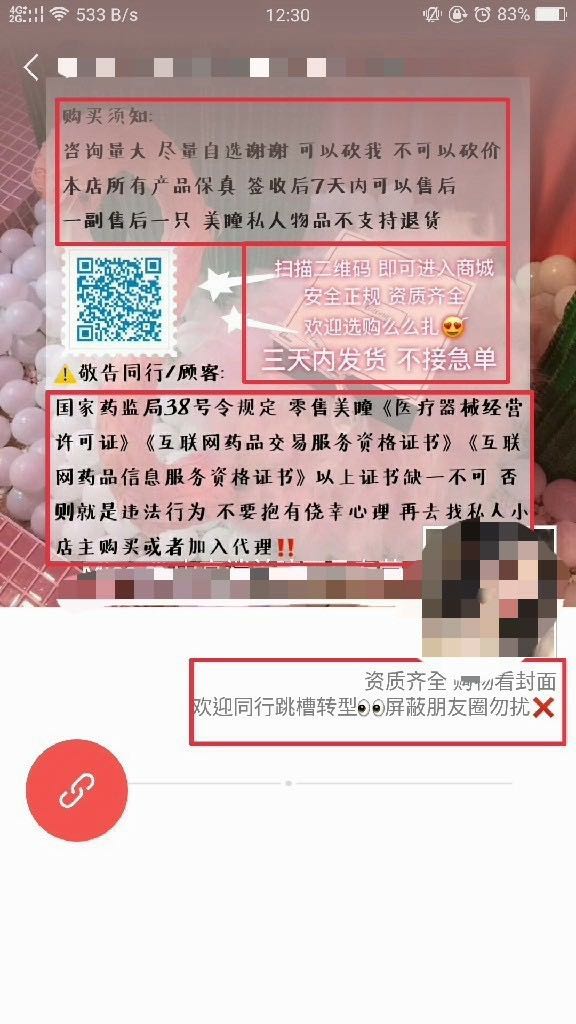 4G 2G 533 B/s 12:30 83%
购买须知:
咨询量大 尽量自选谢谢 可以砍我 不可以砍价
本店所有产品保真 签收后7天内可以售后
一副售后一只 美瞳私人物品不支持退货
扫描二维码 即可进入商城
安全正规 资质齐全
欢迎选购么么扎😍
三天内发货 不接急单
⚠️敬告同行/顾客:
国家药监局38号令规定 零售美瞳《医疗器械经营
许可证》《互联网药品交易服务资格证书》《互联
网药品信息服务资格证书》以上证书缺一不可 否
则就是违法行为 不要抱有侥幸心理 再去找私人小
店主购买或者加入代理‼️
资质齐全 购物看封面
欢迎同行跳槽转型👀屏蔽朋友圈勿扰❌